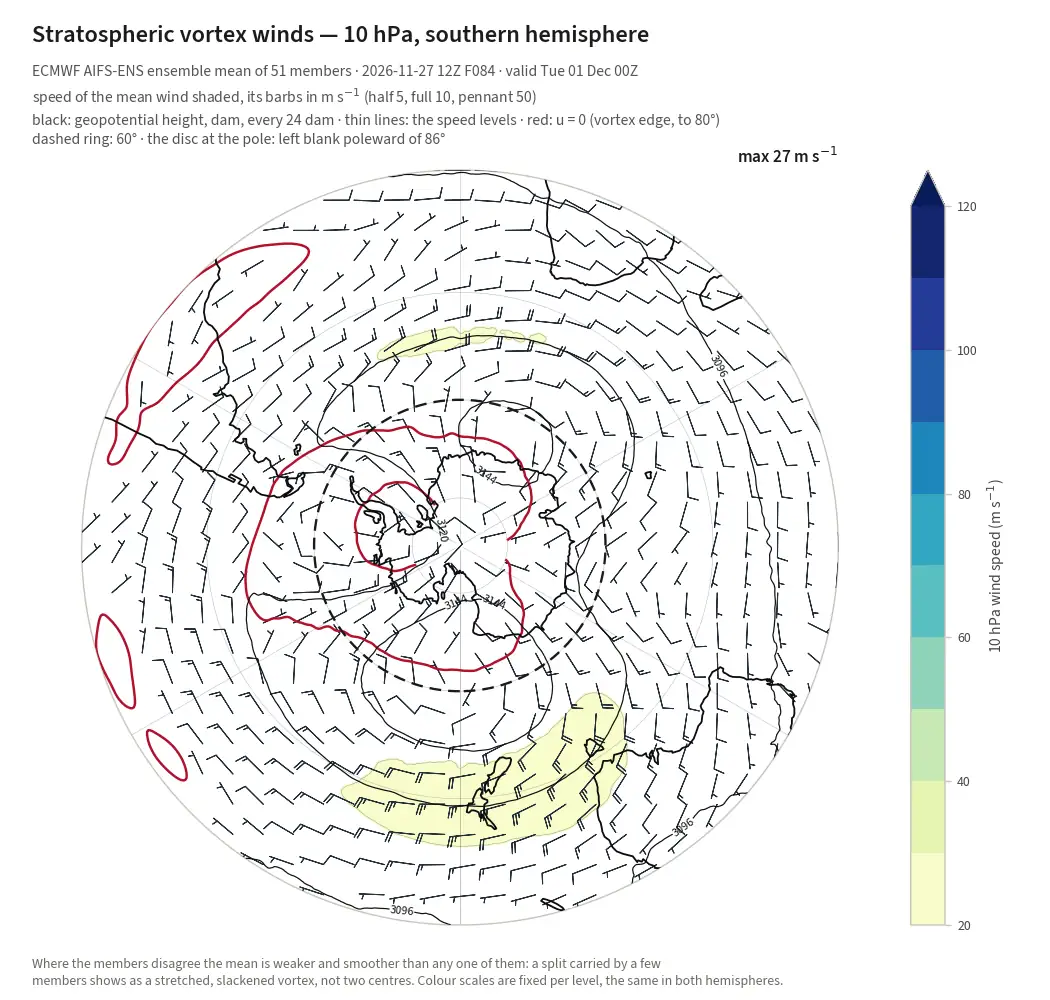 Stratospheric vortex winds — 10 hPa, southern hemisphere
ECMWF AIFS-ENS ensemble mean of 51 members · 2026-11-27 12Z F084 · valid Tue 01 Dec 00Z
speed of the mean wind shaded, its barbs in m s⁻¹ (half 5, full 10, pennant 50)
black: geopotential height, dam, every 24 dam · thin lines: the speed levels · red: u = 0 (vortex edge, to 80°)
dashed ring: 60° · the disc at the pole: left blank poleward of 86°
max 27 m s⁻¹
120
100
80
60
40
20
10 hPa wind speed (m s⁻¹)
3096
3144
3120
3144
3096
3096
Where the members disagree the mean is weaker and smoother than any one of them: a split carried by a few
members shows as a stretched, slackened vortex, not two centres. Colour scales are fixed per level, the same in both hemispheres.